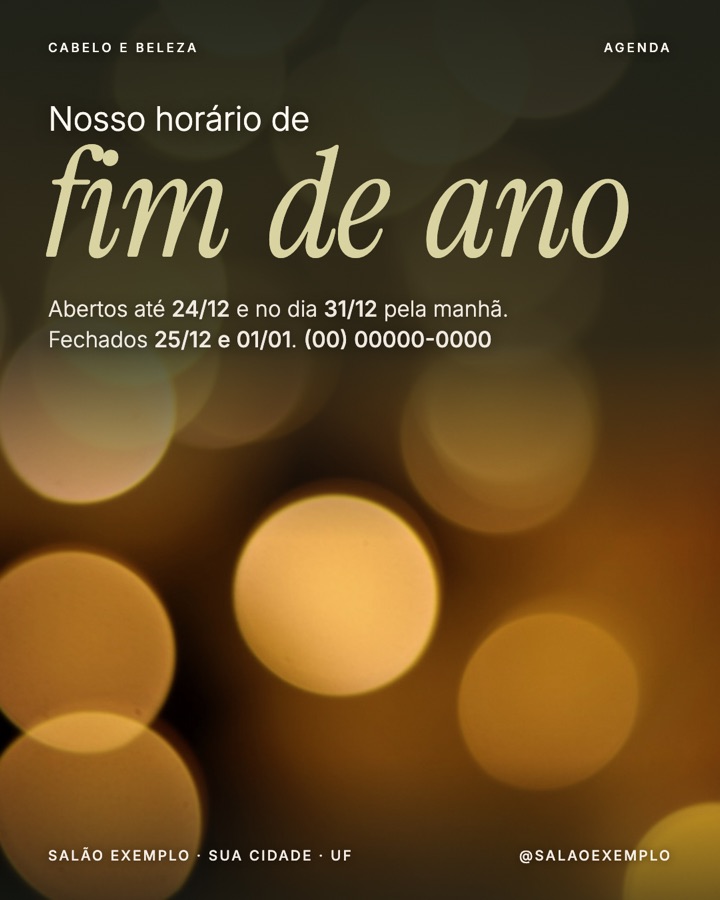 CABELO E BELEZA
AGENDA
Nosso horário de
fim de ano
Abertos até 24/12 e no dia 31/12 pela manhã.
Fechados 25/12 e 01/01. (00) 00000-0000
SALÃO EXEMPLO · SUA CIDADE · UF
@SALAOEXEMPLO